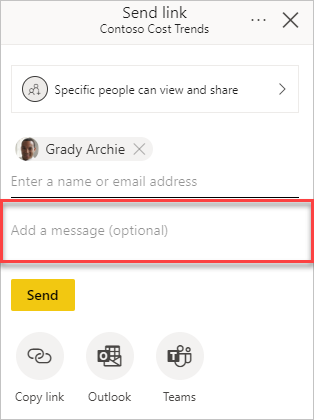 Send link
Contoso Cost Trends
Specific people can view and share
Grady Archie
Enter a name or email address
Add a message (optional)
Send
Copy link Outlook Teams